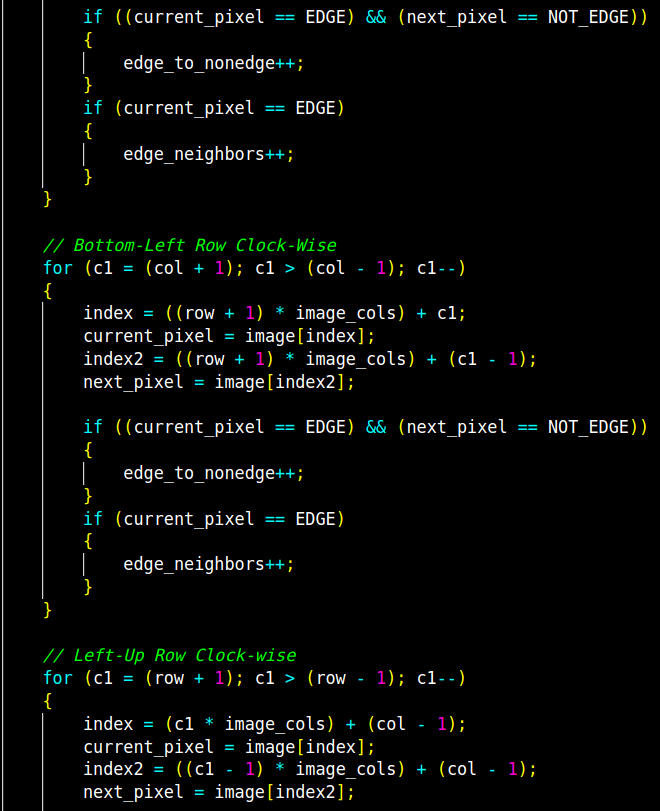 if ((current_pixel == EDGE) && (next_pixel == NOT_EDGE))
{
edge_to_nonedge++;
}
if (current_pixel == EDGE)
{
edge_neighbors++;
}
}
// Bottom-Left Row Clock-Wise
for (c1 = (col + 1); c1 > (col - 1); c1--)
{
index = ((row + 1) * image_cols) + c1;
current_pixel = image[index];
index2 = ((row + 1) * image_cols) + (c1 - 1);
next_pixel = image[index2];
if ((current_pixel == EDGE) && (next_pixel == NOT_EDGE))
{
edge_to_nonedge++;
}
if (current_pixel == EDGE)
{
edge_neighbors++;
}
}
// Left-Up Row Clock-wise
for (c1 = (row + 1); c1 > (row - 1); c1--)
{
index = (c1 * image_cols) + (col - 1);
current_pixel = image[index];
index2 = ((c1 - 1) * image_cols) + (col - 1);
next_pixel = image[index2];